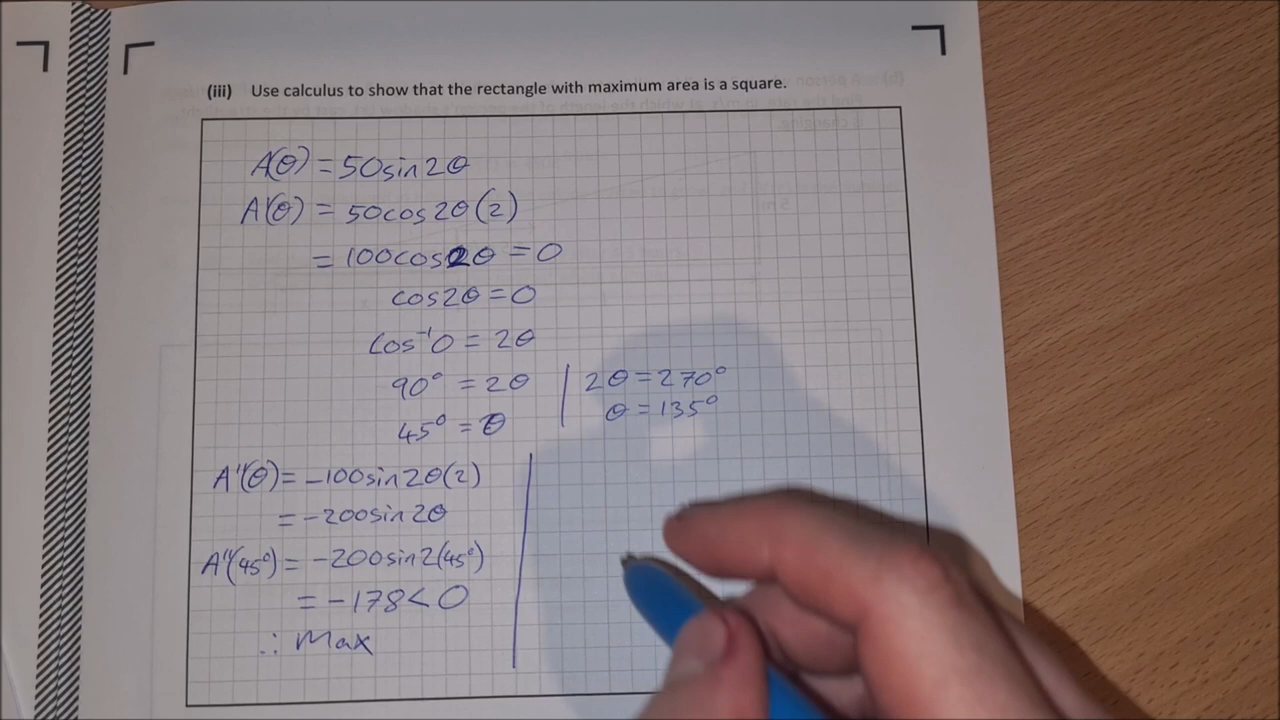 (iii) Use calculus to show that the rectangle with maximum area is a square.
A(θ) = 50sin2θ
A'(θ) = 50cos2θ(2)
= 100cos2θ = 0
cos2θ = 0
cos⁻¹0 = 2θ
90° = 2θ
45° = θ
2θ = 270°
θ = 135°
A''(θ) = -100sin2θ(2)
= -200sin2θ
A''(45°) = -200sin2(45°)
= -178 < 0
∴ Max